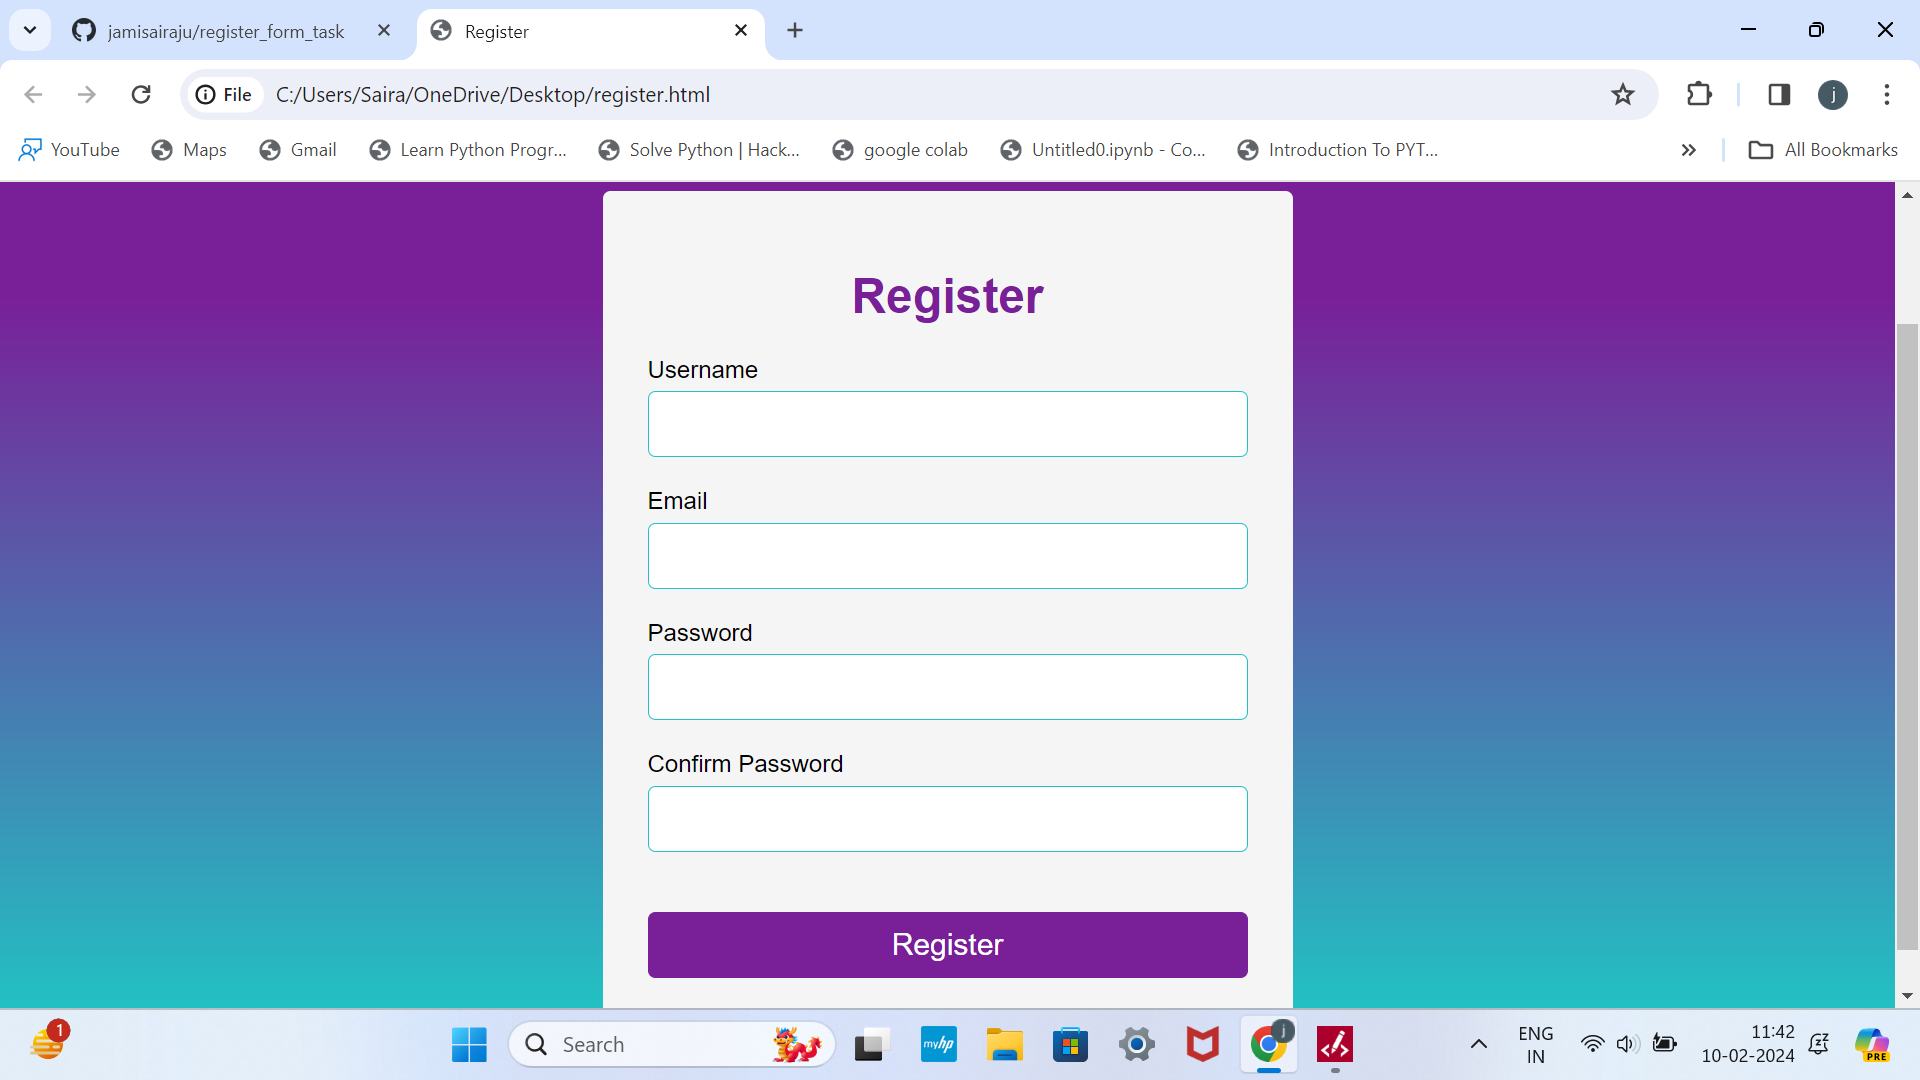 jamisairaju/register_form_task
Register
File
C:/Users/Saira/OneDrive/Desktop/register.html
j
YouTube
Maps
Gmail
Learn Python Progr...
Solve Python | Hack...
google colab
Untitled0.ipynb - Co...
Introduction To PYT...
All Bookmarks
Register
Username
Email
Password
Confirm Password
Register
1
Search
myhp
j
ENG
IN
11:42
10-02-2024
PRE